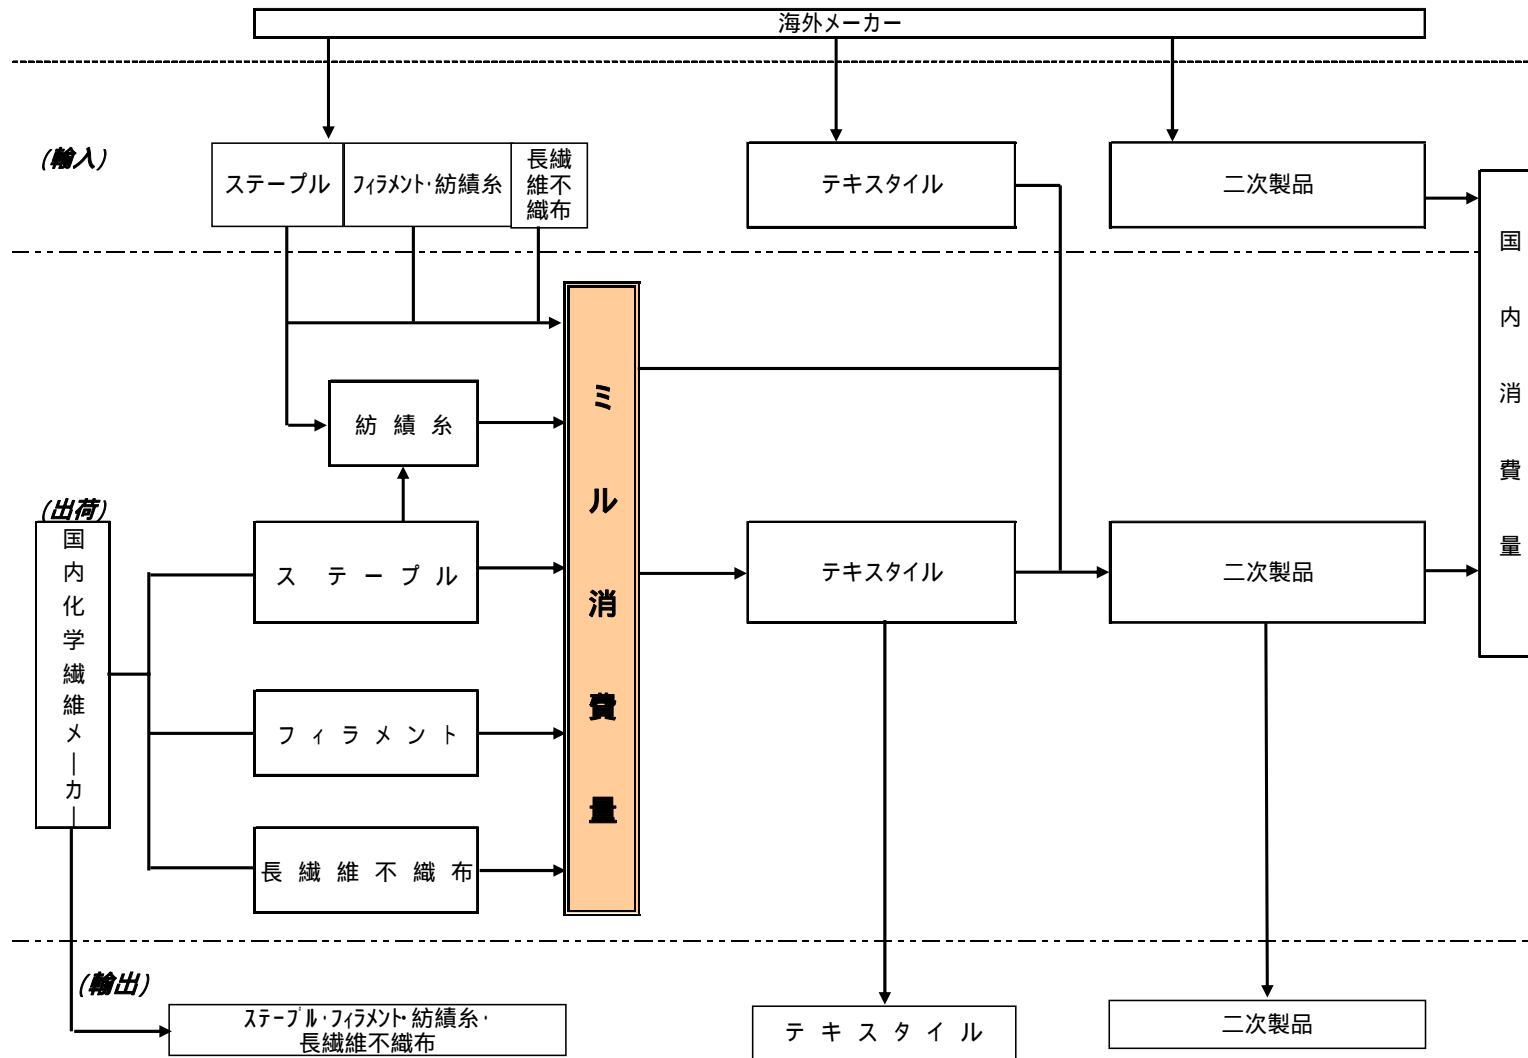 海外メーカー
(輸入)
ステープル
フィラメント・紡績糸
長繊
維不
織布
テキスタイル
二次製品
国内消費量
紡績糸
ミル消費量
(出荷)
国内化学繊維メーカー
ステープル
テキスタイル
二次製品
フィラメント
長繊維不織布
(輸出)
ステープル・フィラメント・紡績糸・
長繊維不織布
テキスタイル
二次製品